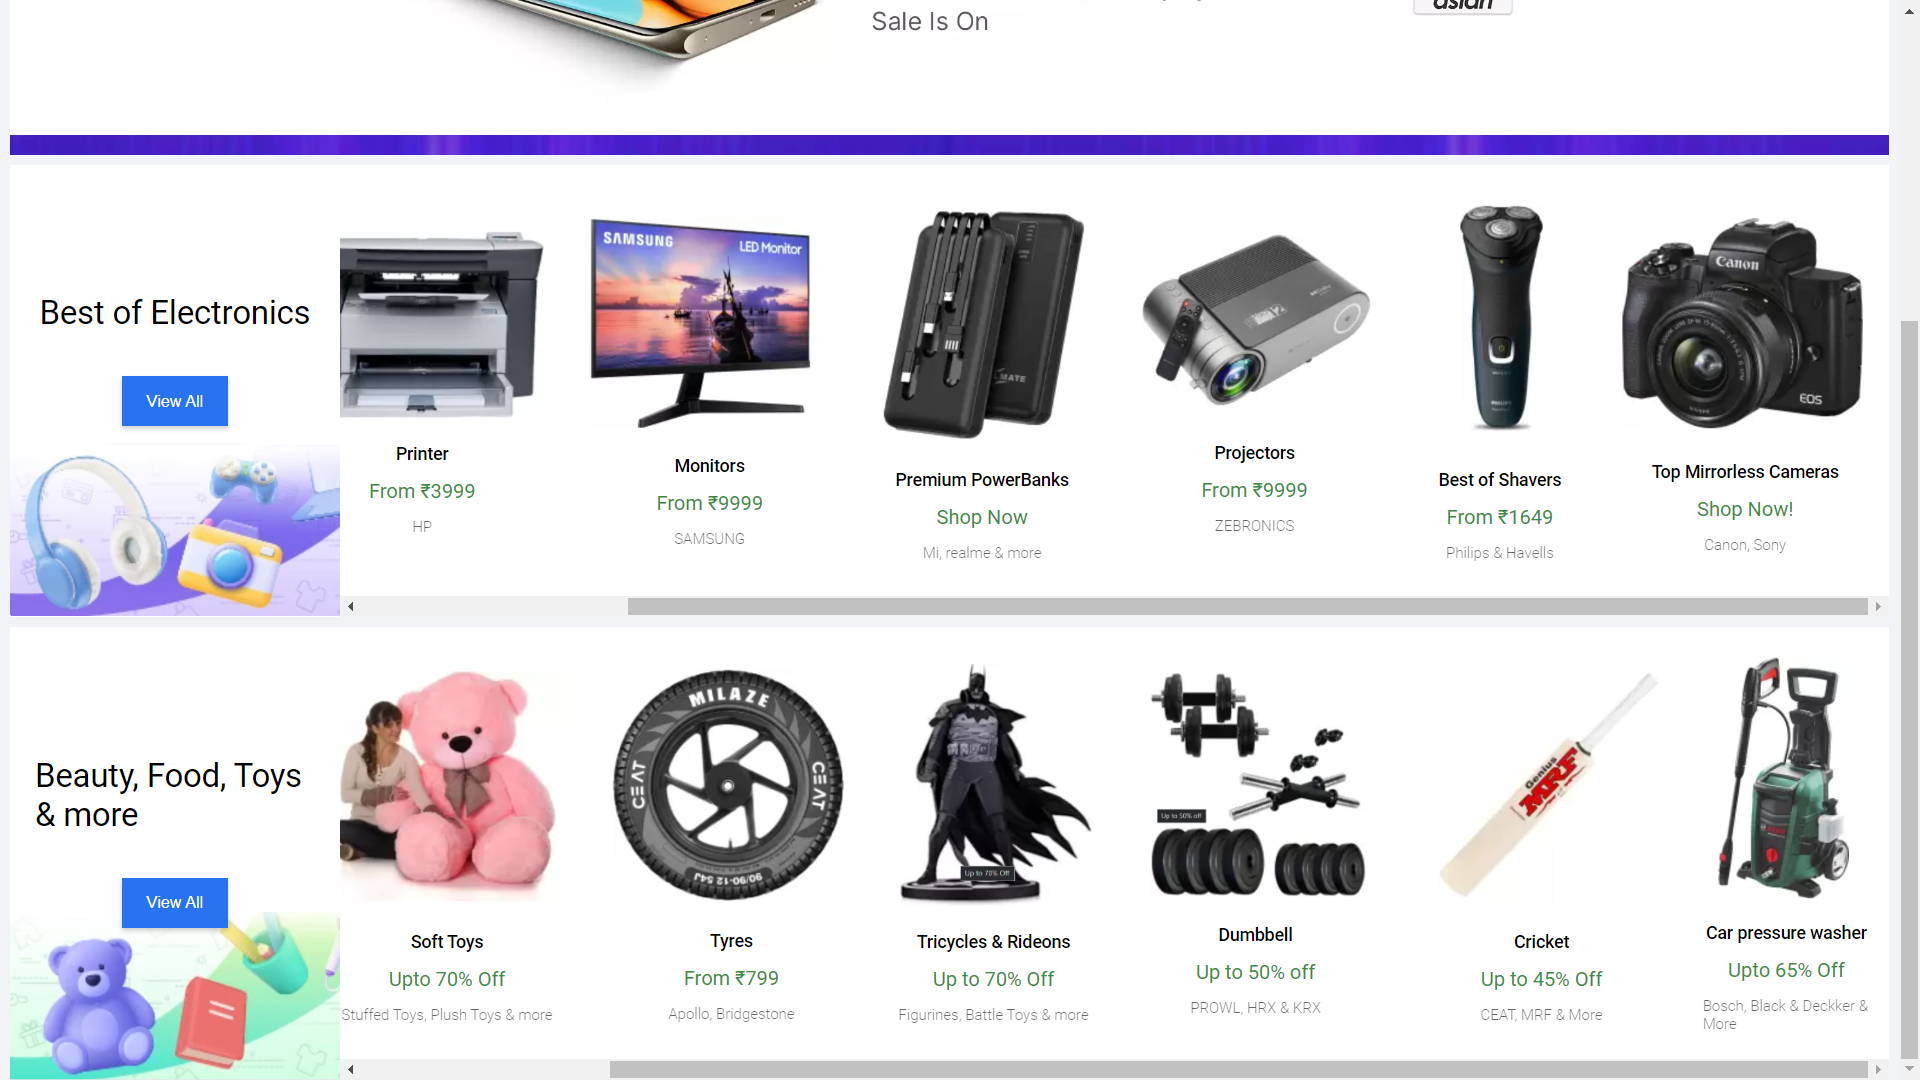 Sale Is On
asian
Best of Electronics
View All
SAMSUNG
LED Monitor
Canon
EOS
Printer
From ₹3999
HP
Monitors
From ₹9999
SAMSUNG
Premium PowerBanks
Shop Now
Mi, realme & more
Projectors
From ₹9999
ZEBRONICS
Best of Shavers
From ₹1649
Philips & Havells
Top Mirrorless Cameras
Shop Now!
Canon, Sony
Beauty, Food, Toys
& more
View All
MILAZE
CEAT
CEAT
90/90-12 54J
Up to 70% Off
Up to 50% off
Genius
MRF
Soft Toys
Upto 70% Off
Stuffed Toys, Plush Toys & more
Tyres
From ₹799
Apollo, Bridgestone
Tricycles & Rideons
Up to 70% Off
Figurines, Battle Toys & more
Dumbbell
Up to 50% off
PROWL, HRX & KRX
Cricket
Up to 45% Off
CEAT, MRF & More
Car pressure washer
Upto 65% Off
Bosch, Black & Deckker &
More